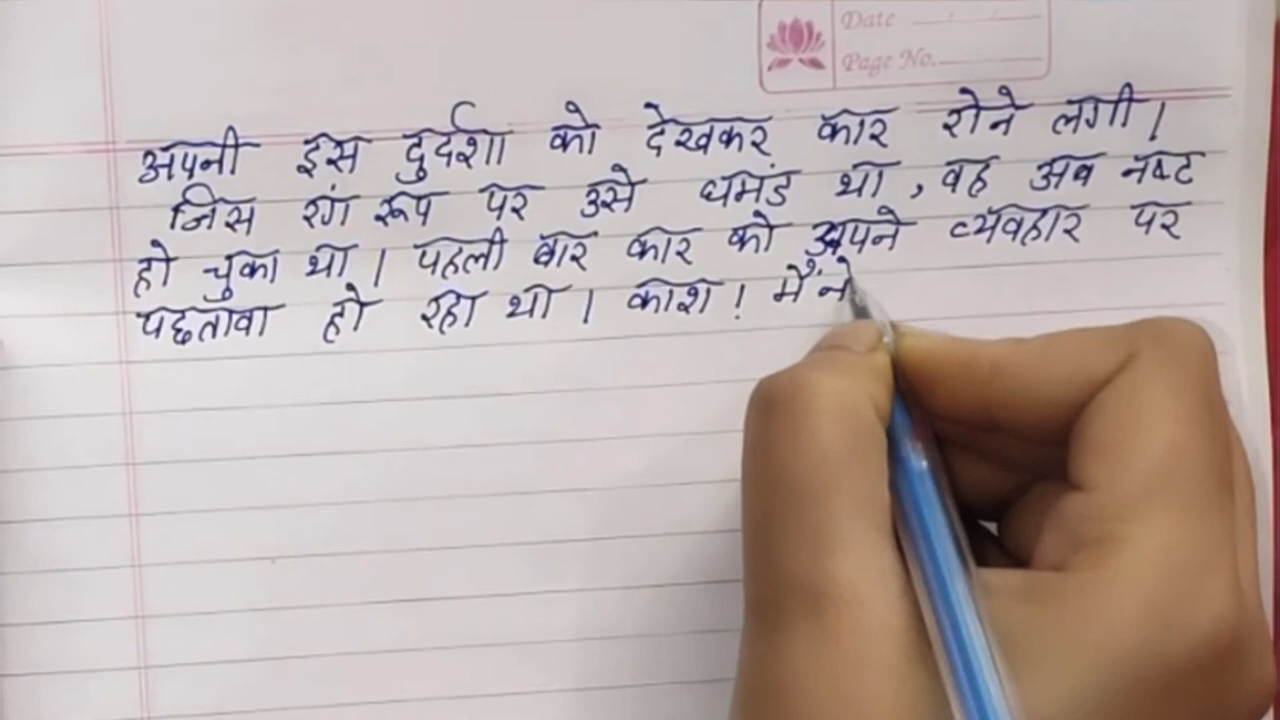 Date
Page No.
अपनी इस दुर्दशा को देखकर कार रोने लगी।
जिस रंग रूप पर उसे घमंड था, वह अब नष्ट
हो चुका था। पहली बार कार को अपने व्यवहार पर
पछतावा हो रहा था। काश! मैंने